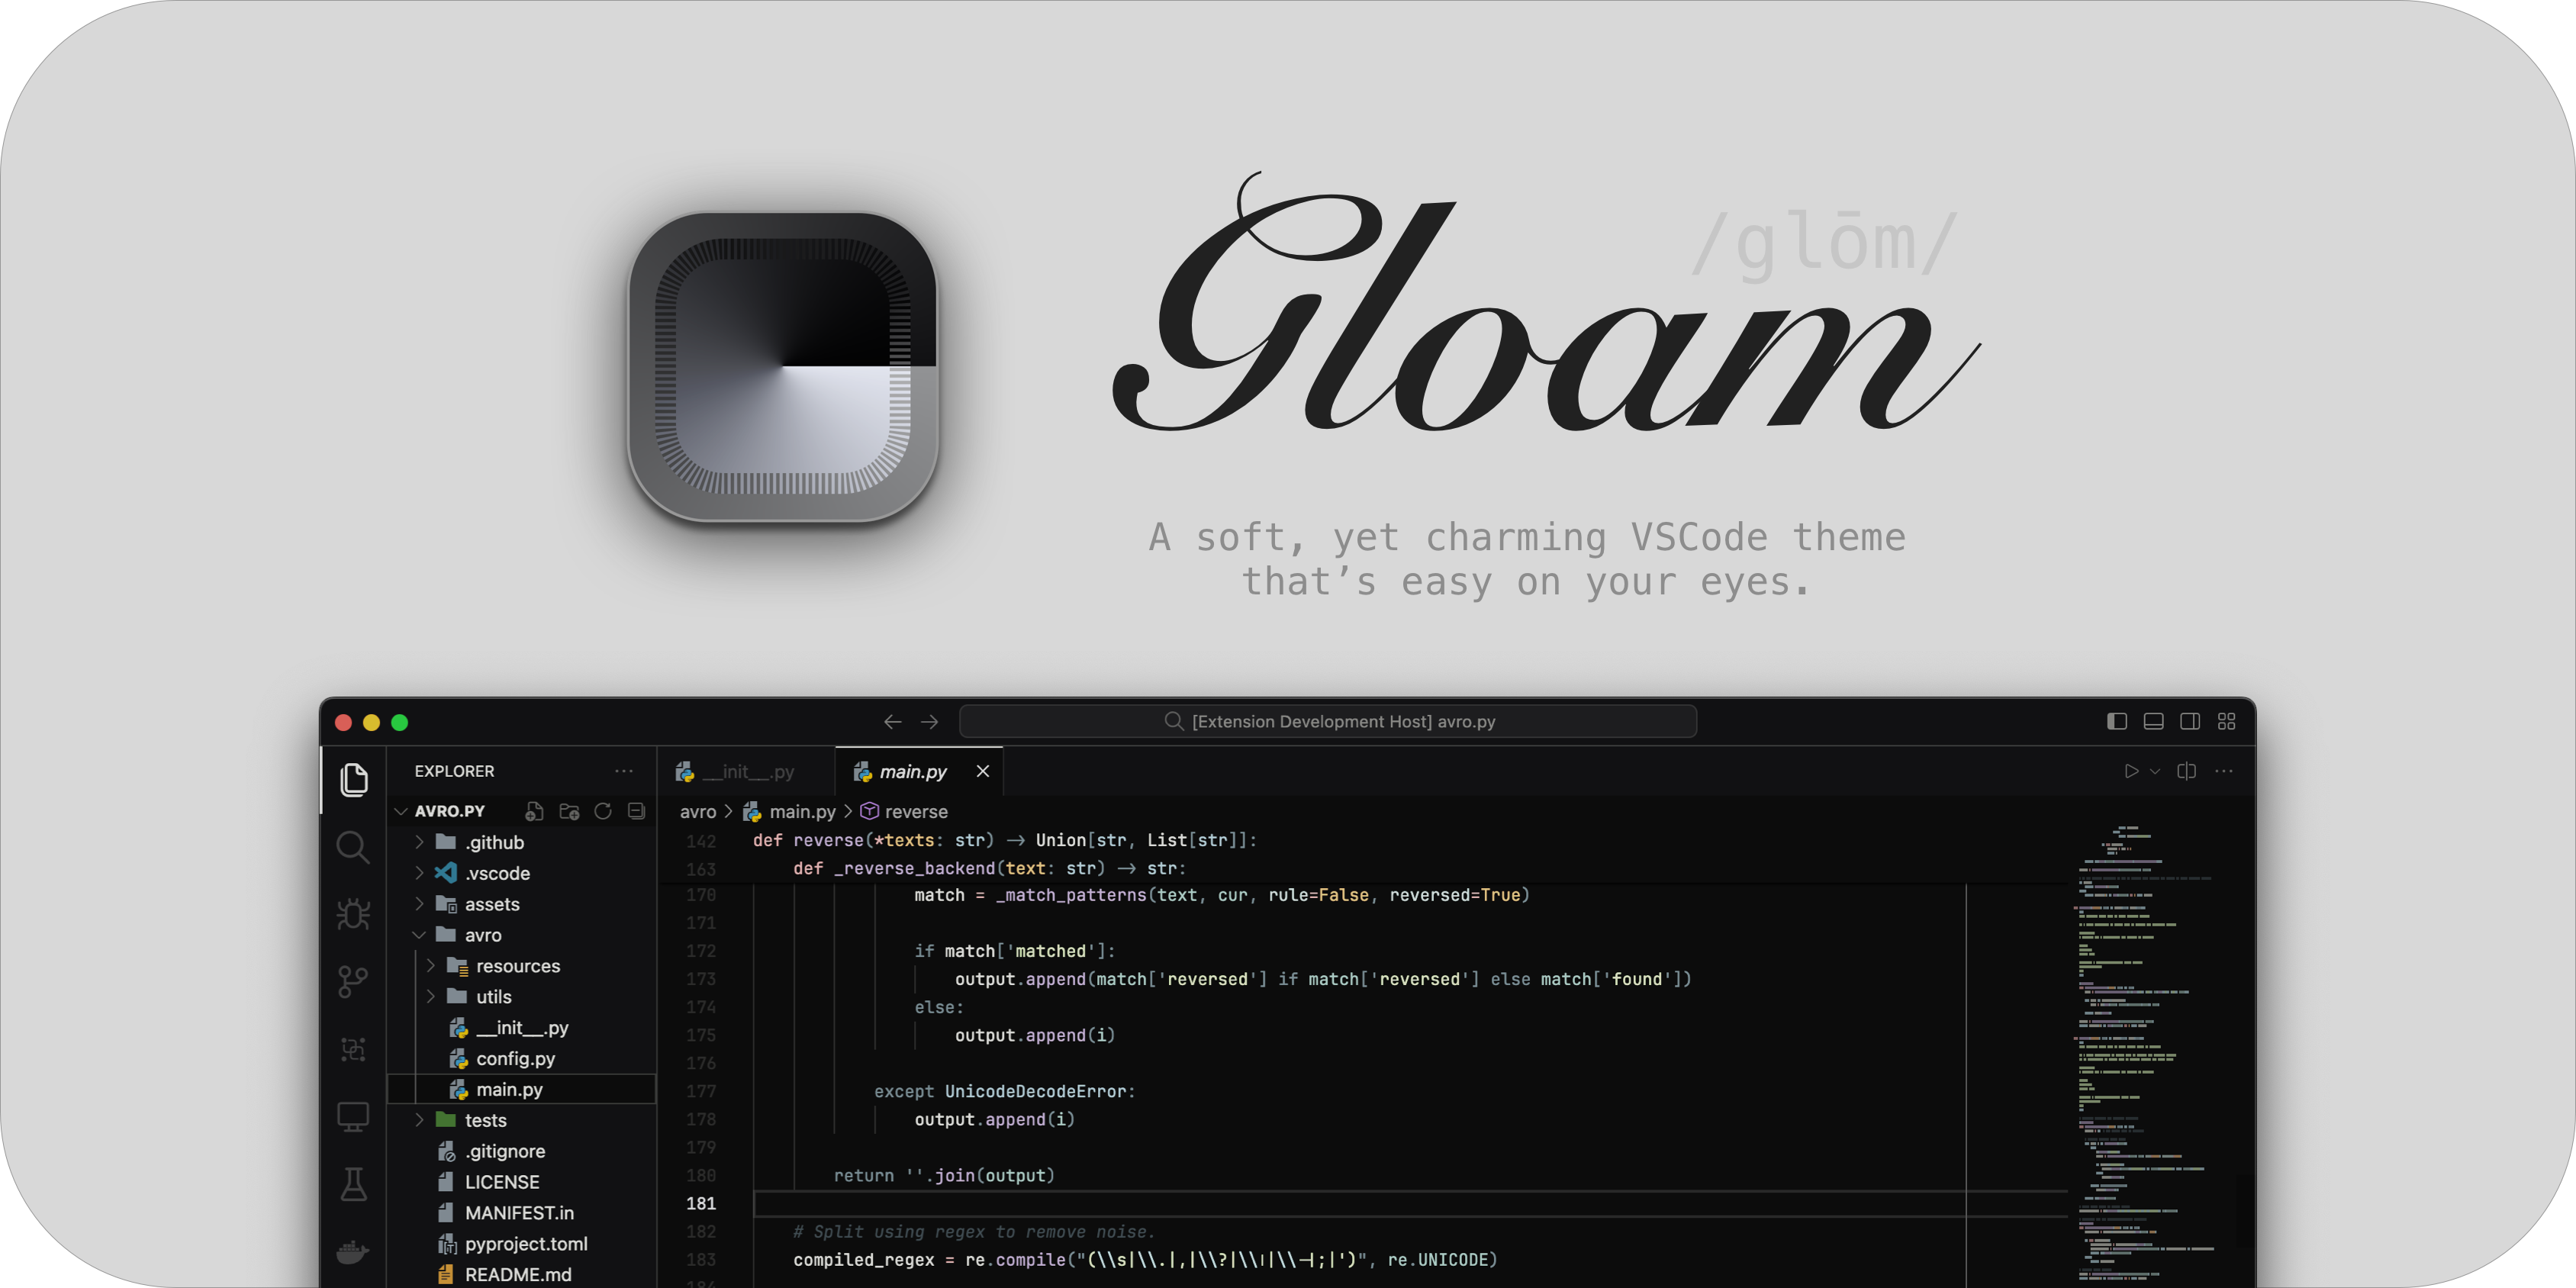 Gloam
/glōm/
A soft, yet charming VSCode theme
that’s easy on your eyes.
[Extension Development Host] avro.py
EXPLORER
AVRO.PY
.github
.vscode
assets
avro
resources
utils
__init__.py
config.py
main.py
tests
.gitignore
LICENSE
MANIFEST.in
pyproject.toml
README.md
__init__.py
main.py
avro > main.py > reverse
142 def reverse(*texts: str) → Union[str, List[str]]:
163 def _reverse_backend(text: str) → str:
170 match = _match_patterns(text, cur, rule=False, reversed=True)
171
172 if match['matched']:
173 output.append(match['reversed'] if match['reversed'] else match['found'])
174 else:
175 output.append(i)
176
177 except UnicodeDecodeError:
178 output.append(i)
179
180 return ''.join(output)
181
182 # Split using regex to remove noise.
183 compiled_regex = re.compile("(\\s|\\.|,|\\?|\\।|\\-|;|')", re.UNICODE)
184